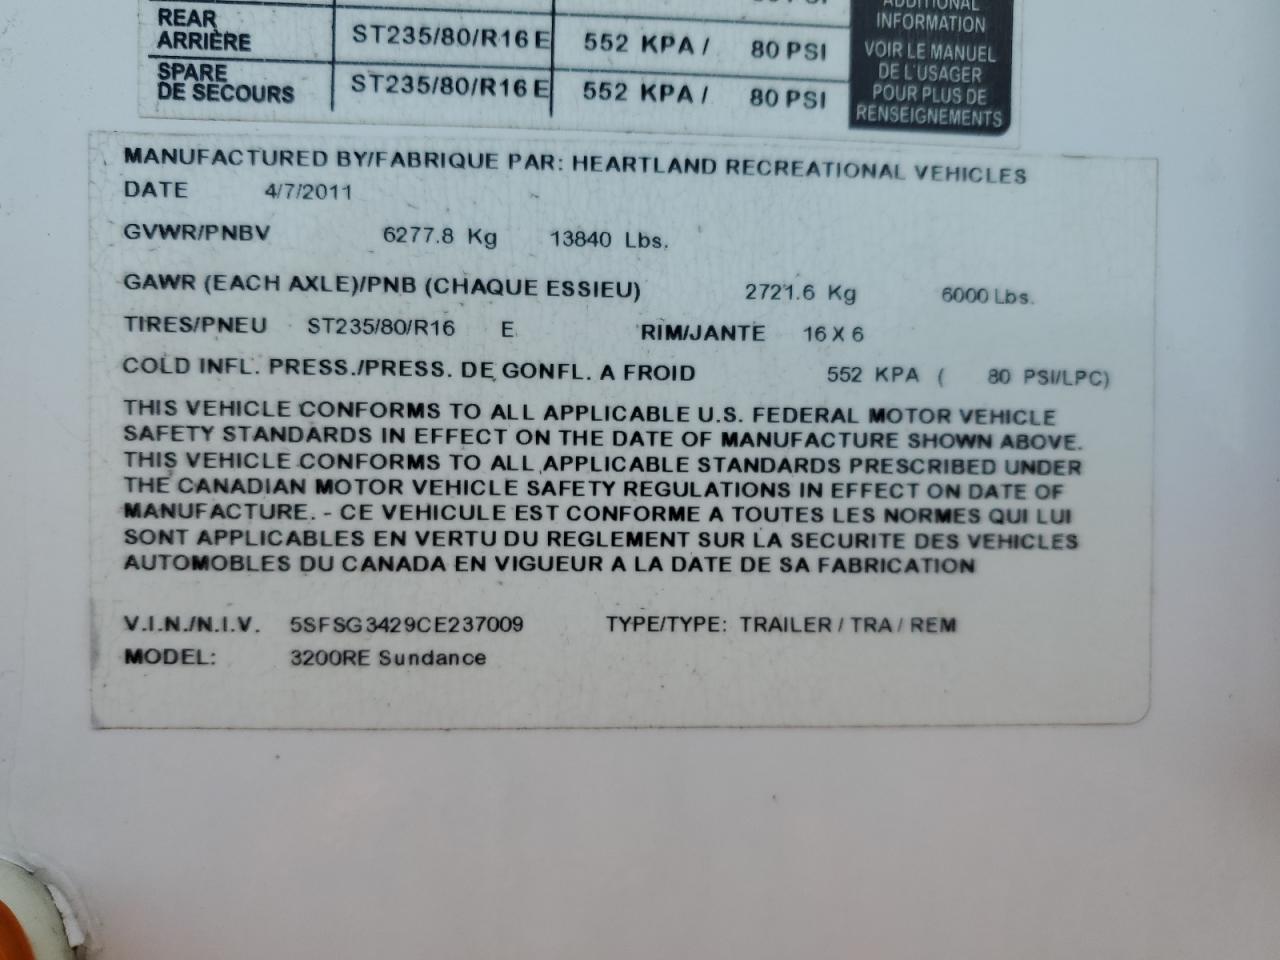 ADDITIONAL
INFORMATION
VOIR LE MANUEL
DE L'USAGER
POUR PLUS DE
RENSEIGNEMENTS
REAR
ARRIÈRE ST235/80/R16 E 552 KPA / 80 PSI
SPARE
DE SECOURS ST235/80/R16 E 552 KPA / 80 PSI
MANUFACTURED BY/FABRIQUE PAR: HEARTLAND RECREATIONAL VEHICLES
DATE 4/7/2011
GVWR/PNBV 6277.8 Kg 13840 Lbs.
GAWR (EACH AXLE)/PNB (CHAQUE ESSIEU) 2721.6 Kg 6000 Lbs.
TIRES/PNEU ST235/80/R16 E RIM/JANTE 16 X 6
COLD INFL. PRESS./PRESS. DE GONFL. A FROID 552 KPA ( 80 PSI/LPC)
THIS VEHICLE CONFORMS TO ALL APPLICABLE U.S. FEDERAL MOTOR VEHICLE
SAFETY STANDARDS IN EFFECT ON THE DATE OF MANUFACTURE SHOWN ABOVE.
THIS VEHICLE CONFORMS TO ALL APPLICABLE STANDARDS PRESCRIBED UNDER
THE CANADIAN MOTOR VEHICLE SAFETY REGULATIONS IN EFFECT ON DATE OF
MANUFACTURE. - CE VEHICULE EST CONFORME A TOUTES LES NORMES QUI LUI
SONT APPLICABLES EN VERTU DU REGLEMENT SUR LA SECURITE DES VEHICLES
AUTOMOBLES DU CANADA EN VIGUEUR A LA DATE DE SA FABRICATION
V.I.N./N.I.V. 5SFSG3429CE237009 TYPE/TYPE: TRAILER / TRA / REM
MODEL: 3200RE Sundance